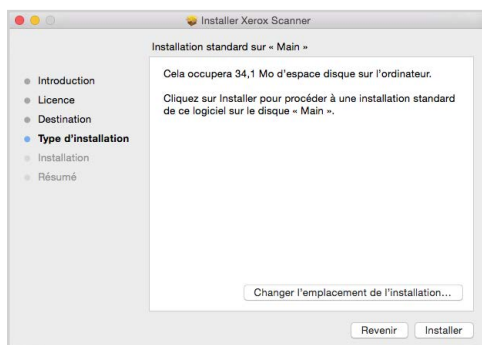 Installer Xerox Scanner
Installation standard sur « Main »
Introduction
Licence
Destination
Type d'installation
Installation
Résumé
Cela occupera 34,1 Mo d'espace disque sur l'ordinateur.
Cliquez sur Installer pour procéder à une installation standard
de ce logiciel sur le disque « Main ».
Changer l'emplacement de l'installation...
Revenir
Installer